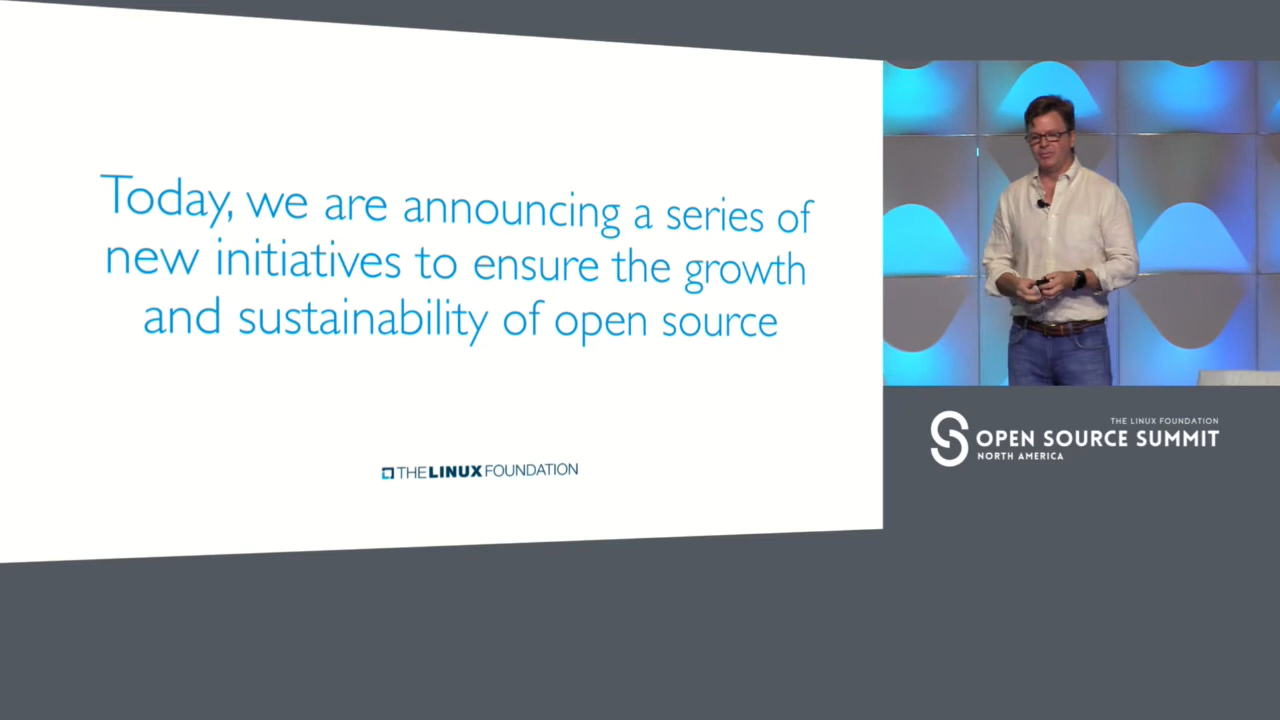 Today, we are announcing a series of
new initiatives to ensure the growth
and sustainability of open source
THE LINUX FOUNDATION
THE LINUX FOUNDATION
OPEN SOURCE SUMMIT
NORTH AMERICA